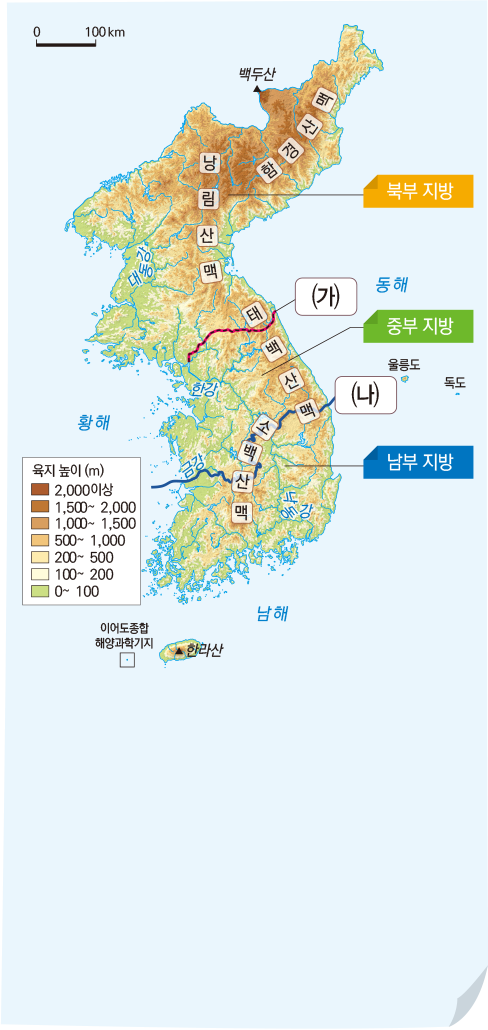 0 100 km
백두산
함경산맥
낭림산맥
북부 지방
대동강
(가)
동해
태백산맥
중부 지방
울릉도
독도
한강
(나)
황해
소백산맥
금강
남부 지방
낙동강
육지 높이 (m)
2,000이상
1,500~ 2,000
1,000~ 1,500
500~ 1,000
200~ 500
100~ 200
0~ 100
남해
이어도종합
해양과학기지
한라산